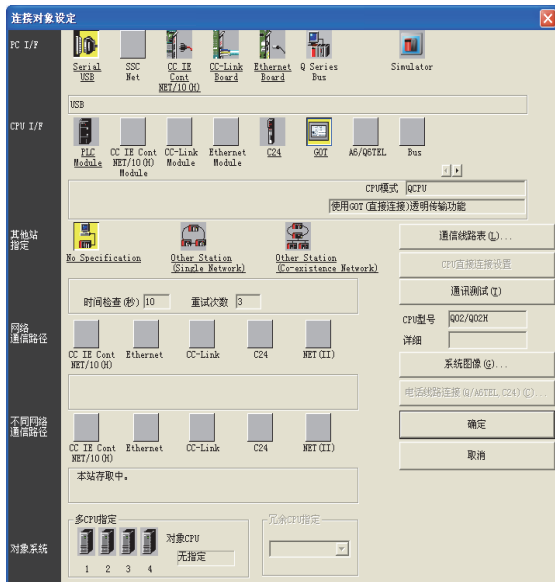 连接对象设定
PC I/F
Serial USB
SSC Net
CC IE Cont NET/10(H)
CC-Link Board
Ethernet Board
Q Series Bus
Simulator
USB
CPU I/F
PLC Module
CC IE Cont NET/10(H) Module
CC-Link Module
Ethernet Module
C24
GOT
A6/Q6TEL
Bus
CPU模式 QCPU
使用GOT(直接连接)透明传输功能
其他站指定
No Specification
Other Station (Single Network)
Other Station (Co-existence Network)
时间检查(秒) 10 重试次数 3
通信线路表(L)...
CPU直接连接设置
通讯测试(T)
CPU型号 Q02/Q02H
详细
系统图像(G)...
电话线路连接(Q/A6TEL,C24)(C)...
确定
取消
网络通信路径
CC IE Cont NET/10(H)
Ethernet
CC-Link
C24
NET(II)
不同网络通信路径
CC IE Cont NET/10(H)
Ethernet
CC-Link
C24
NET(II)
本站存取中。
对象系统
多CPU指定
1 2 3 4
对象CPU
无指定
冗余CPU指定